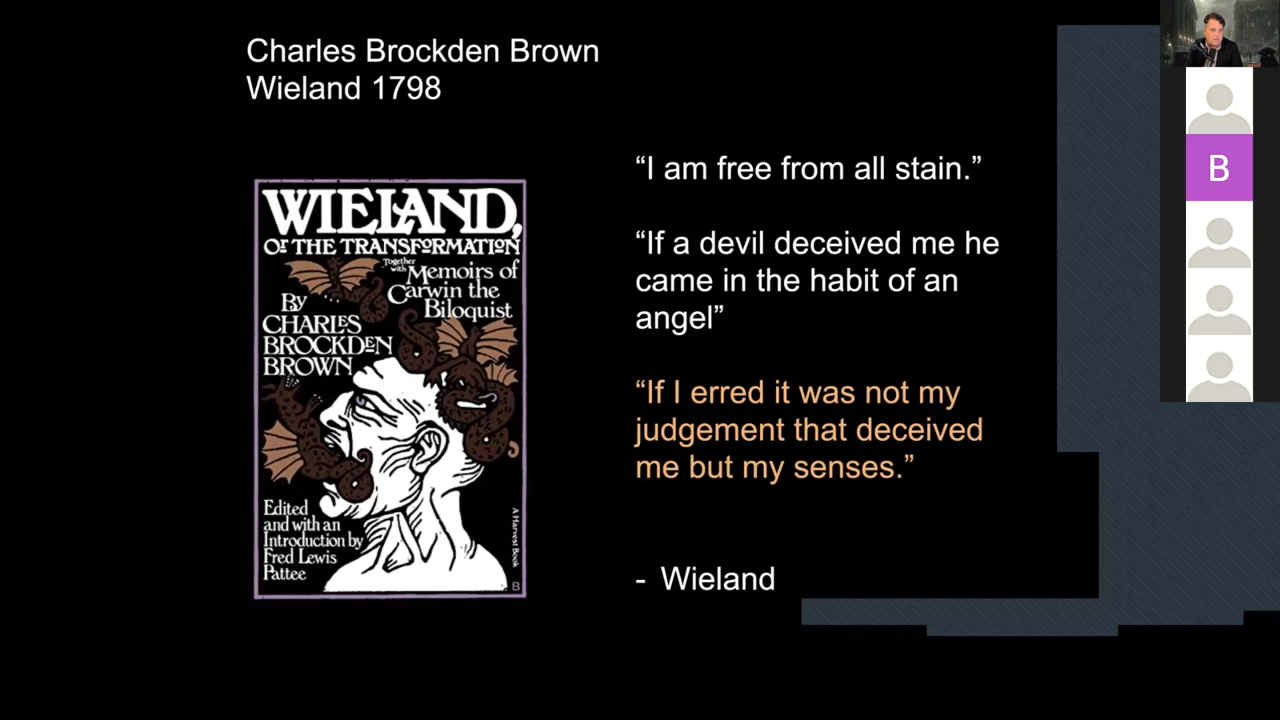 Charles Brockden Brown
Wieland 1798
WIELAND,
Or THE TRANSFORMATION
Together
with
Memoirs of
Carwin the
Biloquist
By
CHARLES
BROCKDEN
BROWN
Edited
and with an
Introduction by
Fred Lewis
Pattee
A Harvest Book
B
“I am free from all stain.”
“If a devil deceived me he
came in the habit of an
angel”
“If I erred it was not my
judgement that deceived
me but my senses.”
- Wieland
B